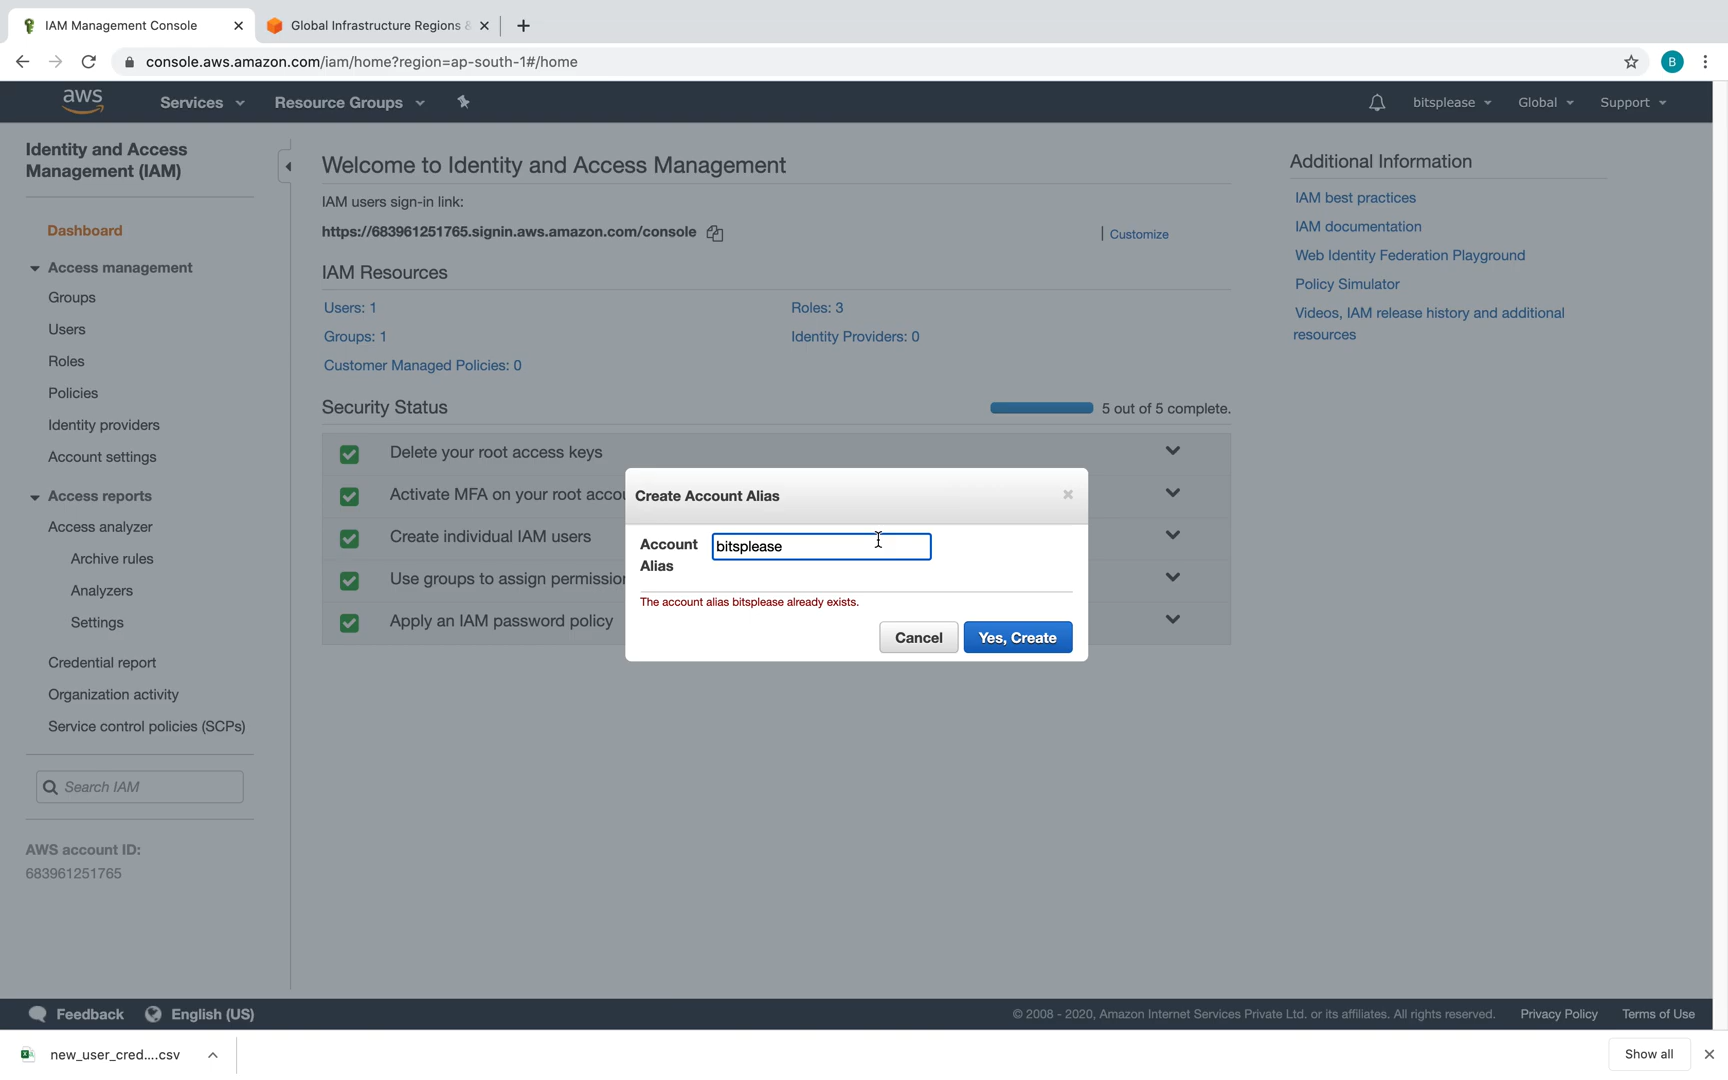 IAM Management Console
Global Infrastructure Regions &
console.aws.amazon.com/iam/home?region=ap-south-1#/home
B
aws
Services
Resource Groups
bitsplease
Global
Support
Identity and Access
Management (IAM)
Dashboard
Access management
Groups
Users
Roles
Policies
Identity providers
Account settings
Access reports
Access analyzer
Archive rules
Analyzers
Settings
Credential report
Organization activity
Service control policies (SCPs)
Search IAM
AWS account ID:
683961251765
Welcome to Identity and Access Management
IAM users sign-in link:
https://683961251765.signin.aws.amazon.com/console
| Customize
IAM Resources
Users: 1
Roles: 3
Groups: 1
Identity Providers: 0
Customer Managed Policies: 0
Security Status
5 out of 5 complete.
Delete your root access keys
Activate MFA on your root accou
Create individual IAM users
Use groups to assign permission
Apply an IAM password policy
Create Account Alias
Account
Alias
bitsplease
The account alias bitsplease already exists.
Cancel
Yes, Create
Additional Information
IAM best practices
IAM documentation
Web Identity Federation Playground
Policy Simulator
Videos, IAM release history and additional
resources
Feedback
English (US)
© 2008 - 2020, Amazon Internet Services Private Ltd. or its affiliates. All rights reserved.
Privacy Policy
Terms of Use
new_user_cred....csv
Show all